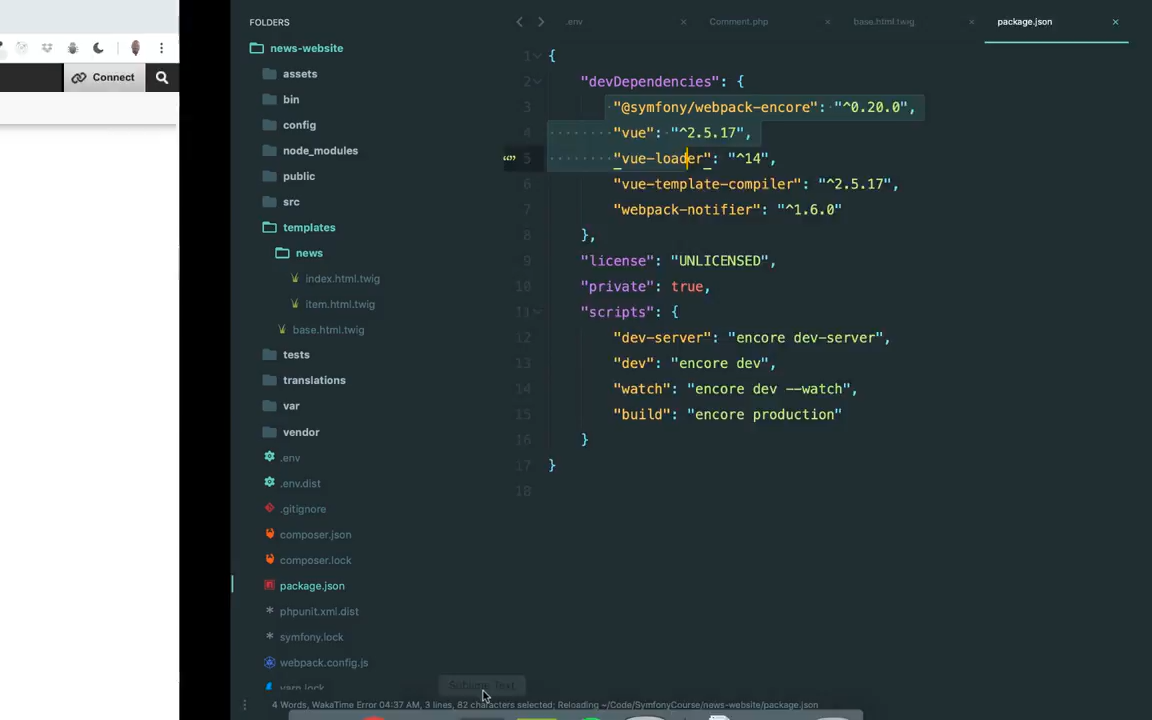 FOLDERS
news-website
assets
bin
config
node_modules
public
src
templates
news
index.html.twig
item.html.twig
base.html.twig
tests
translations
var
vendor
.env
.env.dist
.gitignore
composer.json
composer.lock
package.json
phpunit.xml.dist
symfony.lock
webpack.config.js
yarn.lock
Connect
.env
Comment.php
base.html.twig
package.json
1 {
2 "devDependencies": {
3 "@symfony/webpack-encore": "^0.20.0",
4 "vue": "^2.5.17",
5 "vue-loader": "^14",
6 "vue-template-compiler": "^2.5.17",
7 "webpack-notifier": "^1.6.0"
8 },
9 "license": "UNLICENSED",
10 "private": true,
11 "scripts": {
12 "dev-server": "encore dev-server",
13 "dev": "encore dev",
14 "watch": "encore dev --watch",
15 "build": "encore production"
16 }
17 }
18
Sublime Text
4 Words, WakaTime Error 04:37 AM, 3 lines, 82 characters selected; Reloading ~/Code/SymfonyCourse/news-website/package.json